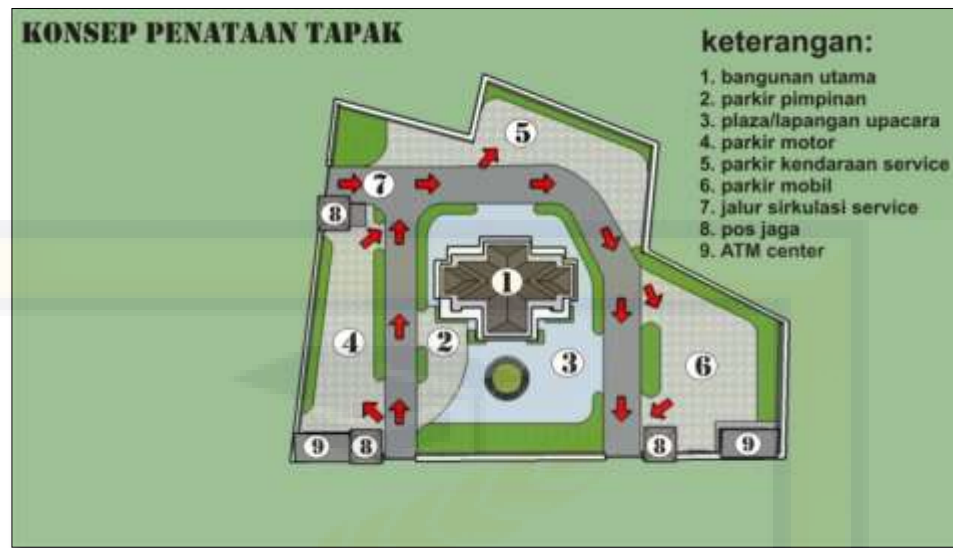 KONSEP PENATAAN TAPAK
keterangan:
1. bangunan utama
2. parkir pimpinan
3. plaza/lapangan upacara
4. parkir motor
5. parkir kendaraan service
6. parkir mobil
7. jalur sirkulasi service
8. pos jaga
9. ATM center
5
7
8
1
4
2
3
6
9 8
8 9